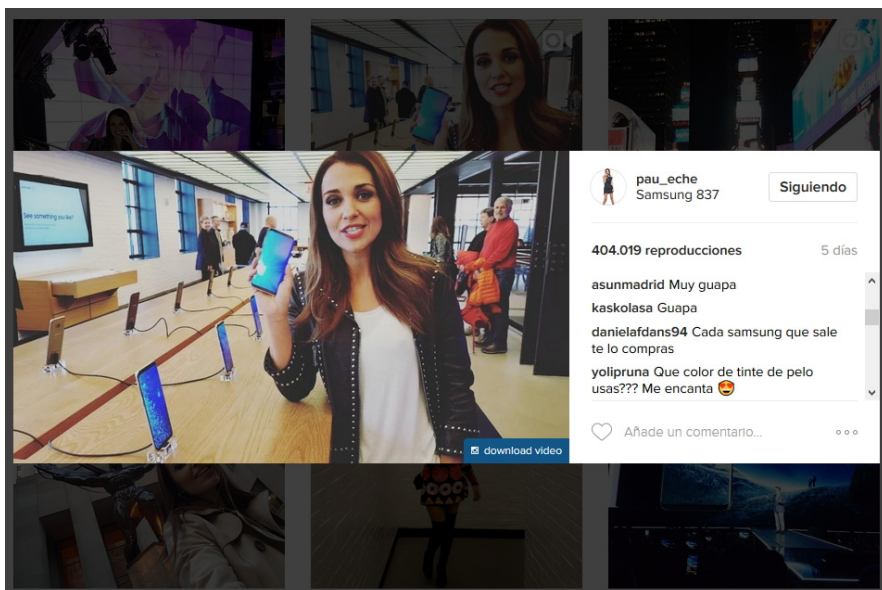 See something you like?
download video
pau_eche
Samsung 837
Siguiendo
404.019 reproducciones
5 días
asunmadrid Muy guapa
kaskolasa Guapa
danielafdans94 Cada samsung que sale
te lo compras
yolipruna Que color de tinte de pelo
usas??? Me encanta 😍
Añade un comentario...